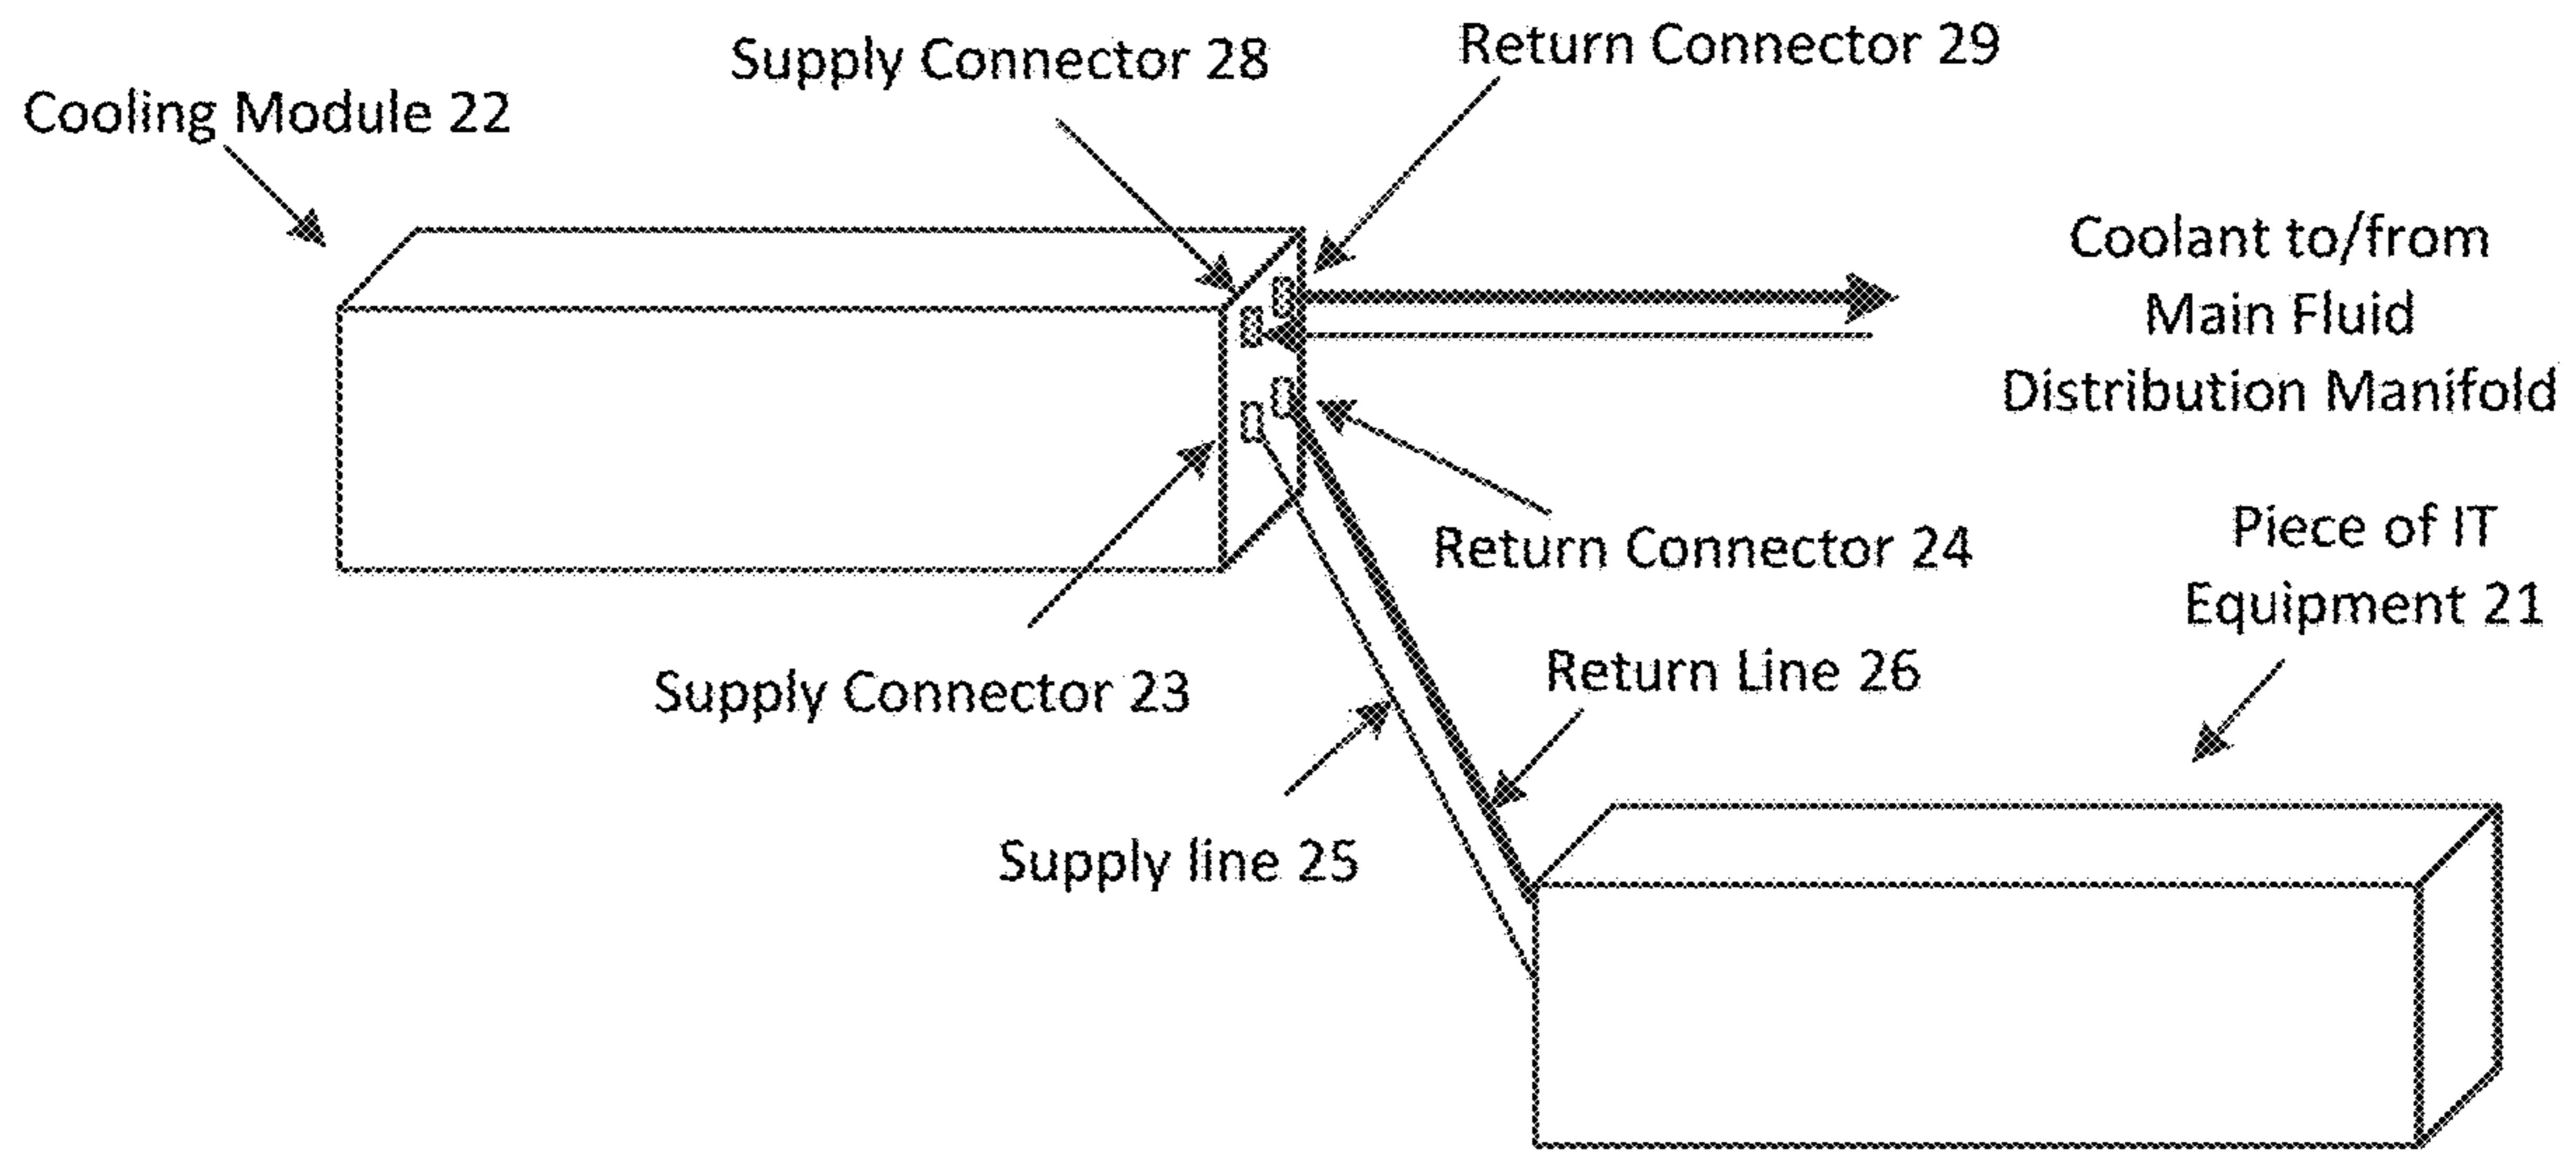 Supply Connector 28
Return Connector 29
Cooling Module 22
Coolant to/from
Main Fluid
Distribution Manifold
Return Connector 24
Piece of IT
Equipment 21
Supply Connector 23
Return Line 26
Supply line 25